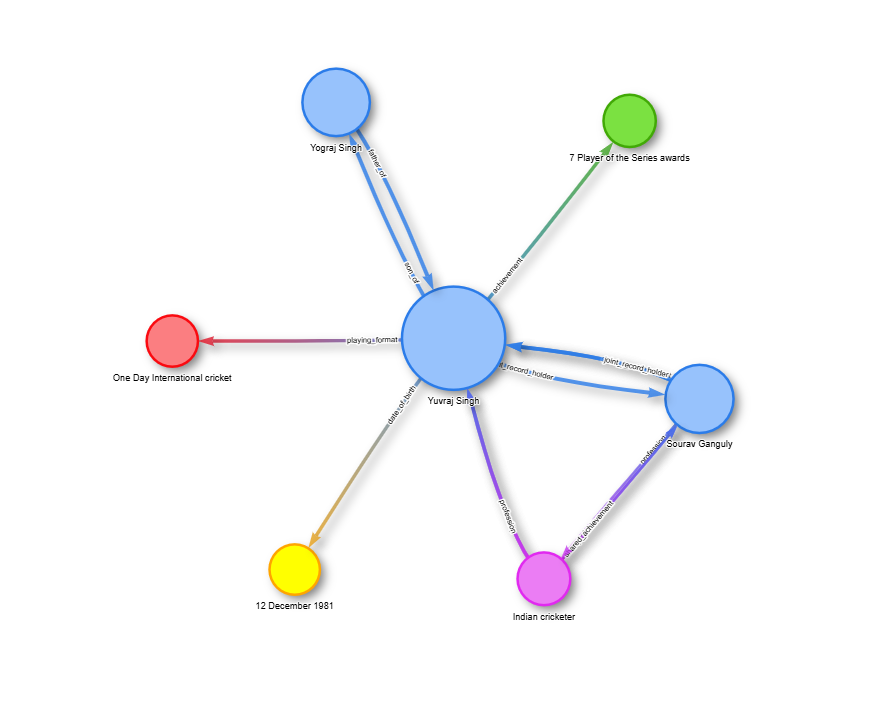 Yograj Singh
father_of
7 Player of the Series awards
son_of
achievement
playing_format
One Day International cricket
joint_record_holder
record_holder
Yuvraj Singh
date_of_birth
Sourav Ganguly
profession
profession
shared_achievement
12 December 1981
Indian cricketer